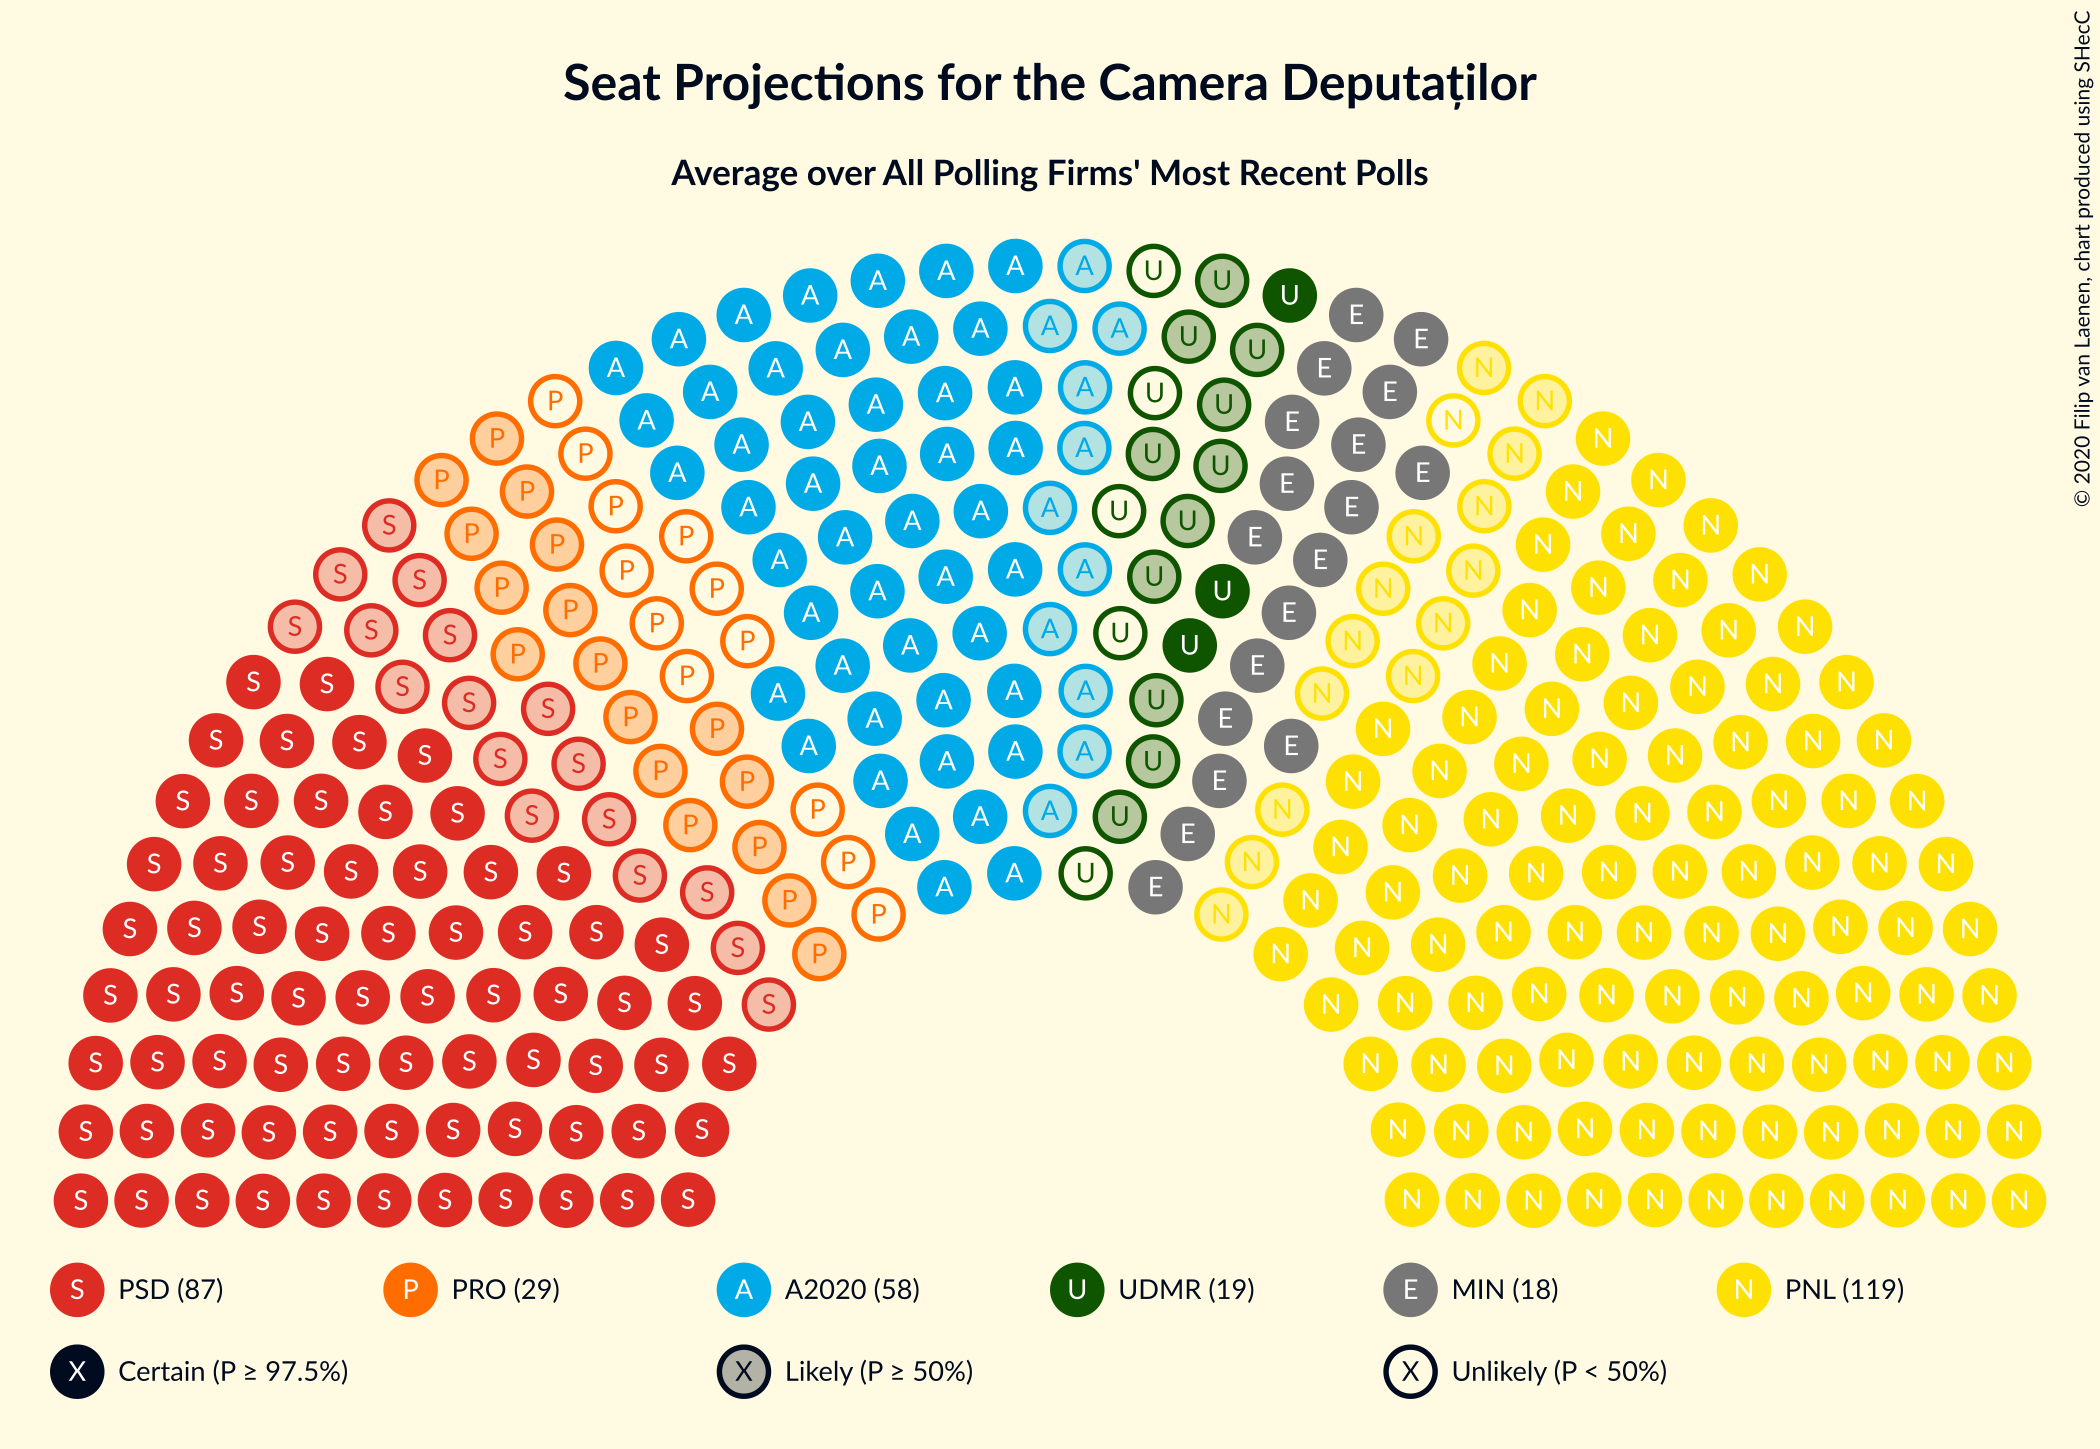 © 2020 Filip van Laenen, chart produced using SHecC
Seat Projections for the Camera Deputaților
Average over All Polling Firms' Most Recent Polls
S PSD (87) P PRO (29) A A2020 (58) U UDMR (19) E MIN (18) N PNL (119)
X Certain (P ≥ 97.5%) X Likely (P ≥ 50%) X Unlikely (P < 50%)